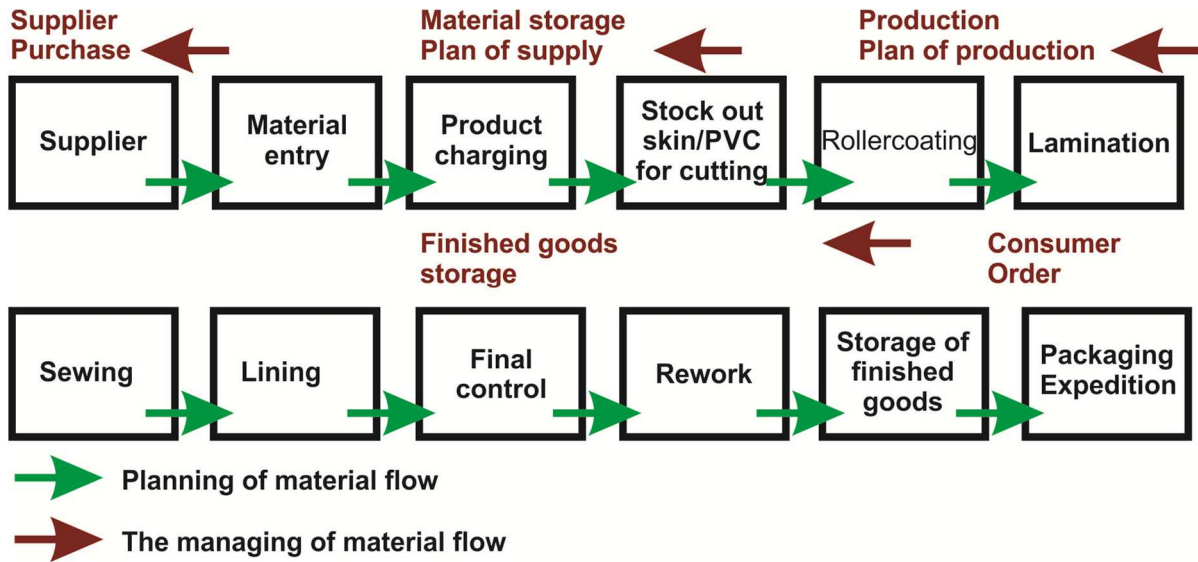 Supplier
Purchase
Material storage
Plan of supply
Production
Plan of production
Supplier
Material
entry
Product
charging
Stock out
skin/PVC
for cutting
Rollercoating
Lamination
Finished goods
storage
Consumer
Order
Sewing
Lining
Final
control
Rework
Storage of
finished
goods
Packaging
Expedition
Planning of material flow
The managing of material flow